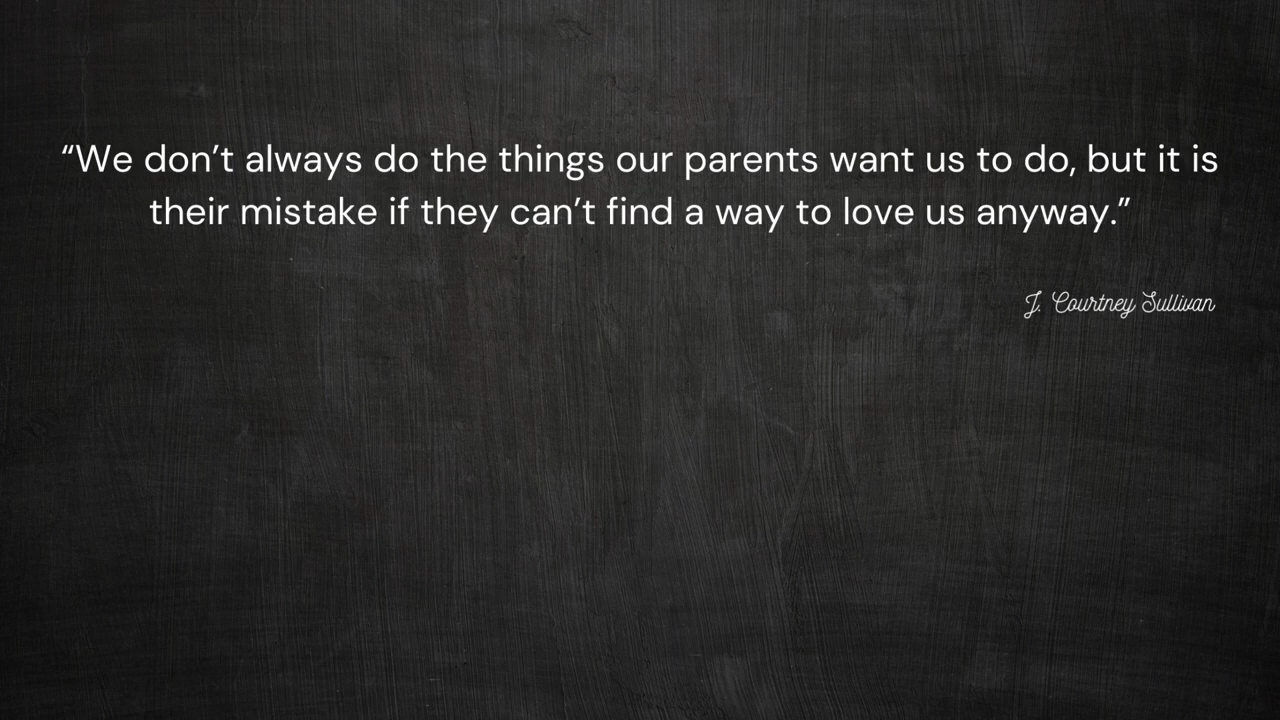 “We don’t always do the things our parents want us to do, but it is
their mistake if they can’t find a way to love us anyway.”
J. Courtney Sullivan